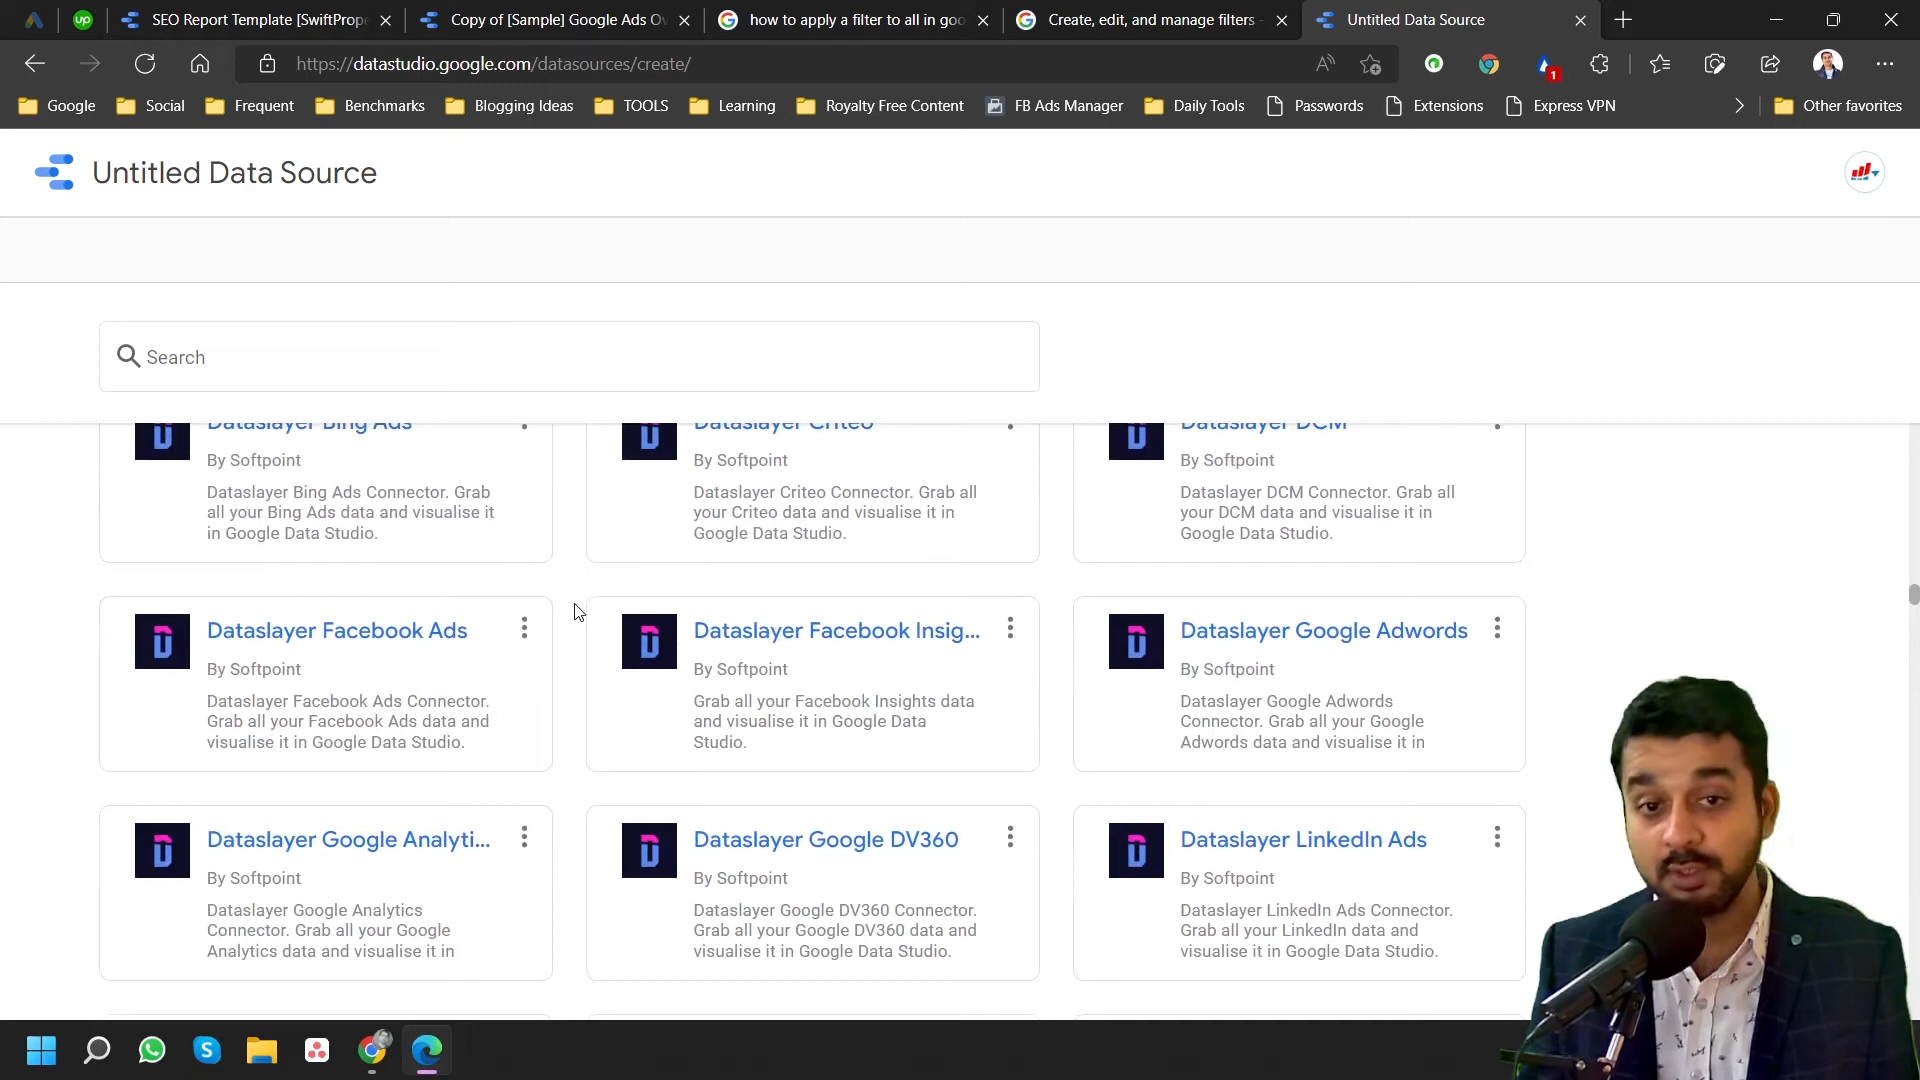 up
SEO Report Template [SwiftPrope
Copy of [Sample] Google Ads Ov
how to apply a filter to all in goo
Create, edit, and manage filters -
Untitled Data Source
https://datastudio.google.com/datasources/create/
1
Google
Social
Frequent
Benchmarks
Blogging Ideas
TOOLS
Learning
Royalty Free Content
FB Ads Manager
Daily Tools
Passwords
Extensions
Express VPN
Other favorites
Untitled Data Source
Search
Dataslayer Bing Ads
By Softpoint
Dataslayer Bing Ads Connector. Grab
all your Bing Ads data and visualise it
in Google Data Studio.
Dataslayer Criteo
By Softpoint
Dataslayer Criteo Connector. Grab all
your Criteo data and visualise it in
Google Data Studio.
Dataslayer DCM
By Softpoint
Dataslayer DCM Connector. Grab all
your DCM data and visualise it in
Google Data Studio.
Dataslayer Facebook Ads
By Softpoint
Dataslayer Facebook Ads Connector.
Grab all your Facebook Ads data and
visualise it in Google Data Studio.
Dataslayer Facebook Insig...
By Softpoint
Grab all your Facebook Insights data
and visualise it in Google Data
Studio.
Dataslayer Google Adwords
By Softpoint
Dataslayer Google Adwords
Connector. Grab all your Google
Adwords data and visualise it in
Dataslayer Google Analyti...
By Softpoint
Dataslayer Google Analytics
Connector. Grab all your Google
Analytics data and visualise it in
Dataslayer Google DV360
By Softpoint
Dataslayer Google DV360 Connector.
Grab all your Google DV360 data and
visualise it in Google Data Studio.
Dataslayer LinkedIn Ads
By Softpoint
Dataslayer LinkedIn Ads Connector.
Grab all your LinkedIn data and
visualise it in Google Data Studio.